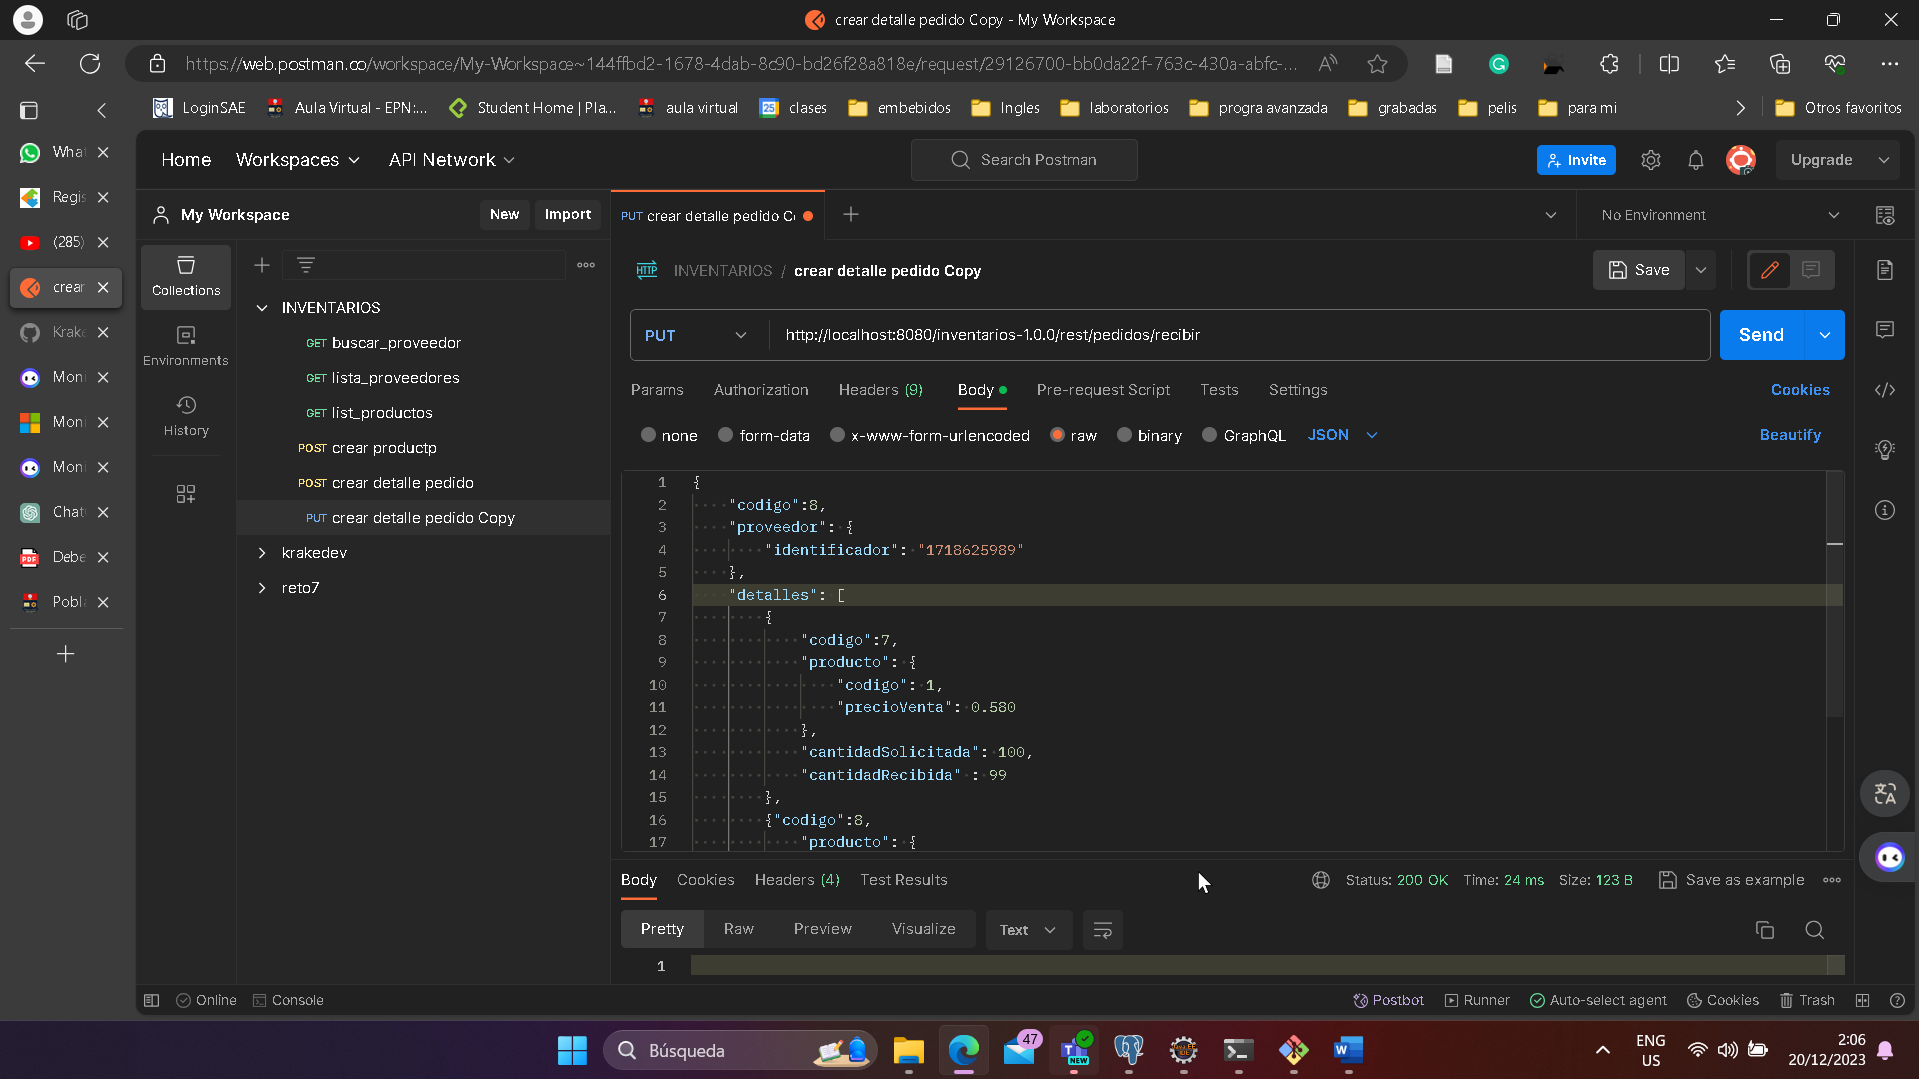 crear detalle pedido Copy - My Workspace
https://web.postman.co/workspace/My-Workspace~144ffbd2-1678-4dab-8c90-bd26f28a818e/request/29126700-bb0da22f-763c-430a-abfc-...
LoginSAE
Aula Virtual - EPN:...
Student Home | Pla...
aula virtual
clases
embebidos
Ingles
laboratorios
progra avanzada
grabadas
pelis
para mi
Otros favoritos
What
Regis
(285)
crear
Krake
Moni
Moni
Moni
Chat
Debe
Pobla
Home
Workspaces
API Network
Search Postman
Invite
Upgrade
My Workspace
New
Import
PUT crear detalle pedido C
No Environment
Collections
Environments
History
INVENTARIOS
GET buscar_proveedor
GET lista_proveedores
GET list_productos
POST crear productp
POST crear detalle pedido
PUT crear detalle pedido Copy
krakedev
reto7
HTTP INVENTARIOS / crear detalle pedido Copy
Save
PUT
http://localhost:8080/inventarios-1.0.0/rest/pedidos/recibir
Send
Params
Authorization
Headers (9)
Body
Pre-request Script
Tests
Settings
Cookies
none
form-data
x-www-form-urlencoded
raw
binary
GraphQL
JSON
Beautify
1 {
2 "codigo":8,
3 "proveedor": {
4 "identificador": "1718625989"
5 },
6 "detalles": [
7 {
8 "codigo":7,
9 "producto": {
10 "codigo": 1,
11 "precioVenta": 0.580
12 },
13 "cantidadSolicitada": 100,
14 "cantidadRecibida" : 99
15 },
16 {"codigo":8,
17 "producto": {
Body
Cookies
Headers (4)
Test Results
Status: 200 OK
Time: 24 ms
Size: 123 B
Save as example
Pretty
Raw
Preview
Visualize
Text
1
Online
Console
Postbot
Runner
Auto-select agent
Cookies
Trash
Búsqueda
47
NEW
ENG
US
2:06
20/12/2023